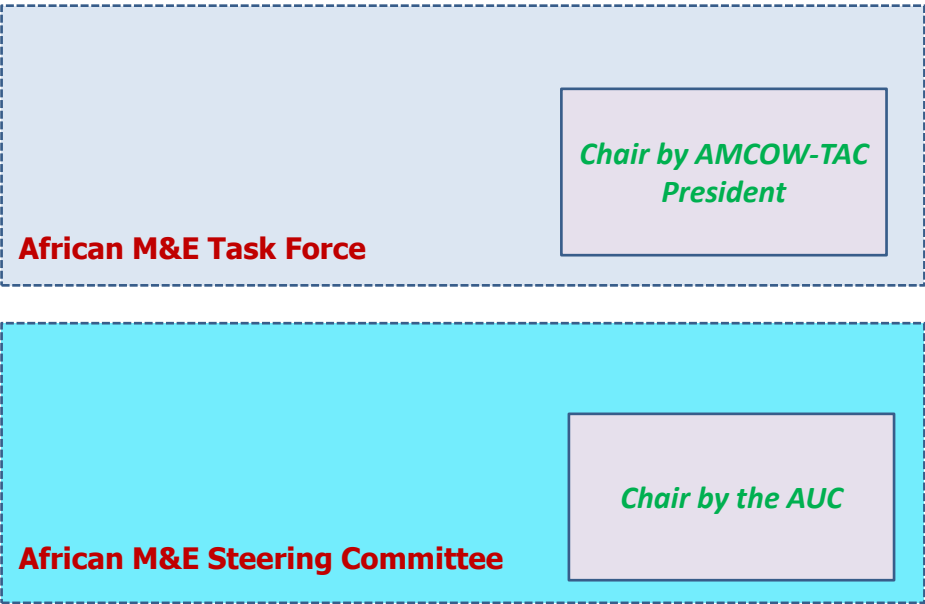 Chair by AMCOW-TAC
President
African M&E Task Force
Chair by the AUC
African M&E Steering Committee